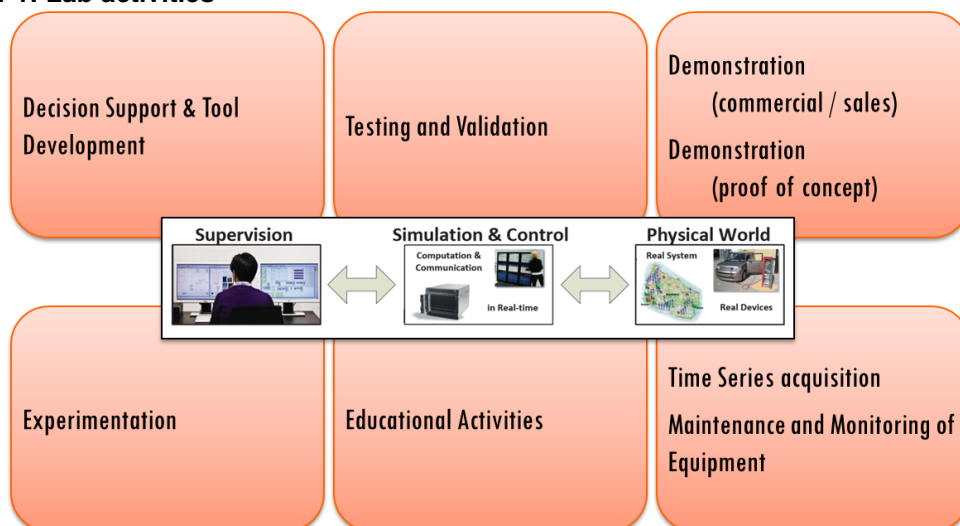 Lab activities
Decision Support & Tool
Development
Testing and Validation
Demonstration
(commercial / sales)
Demonstration
(proof of concept)
Supervision
Simulation & Control
Physical World
Computation &
Communication
in Real-time
Real System
Real Devices
Experimentation
Educational Activities
Time Series acquisition
Maintenance and Monitoring of
Equipment